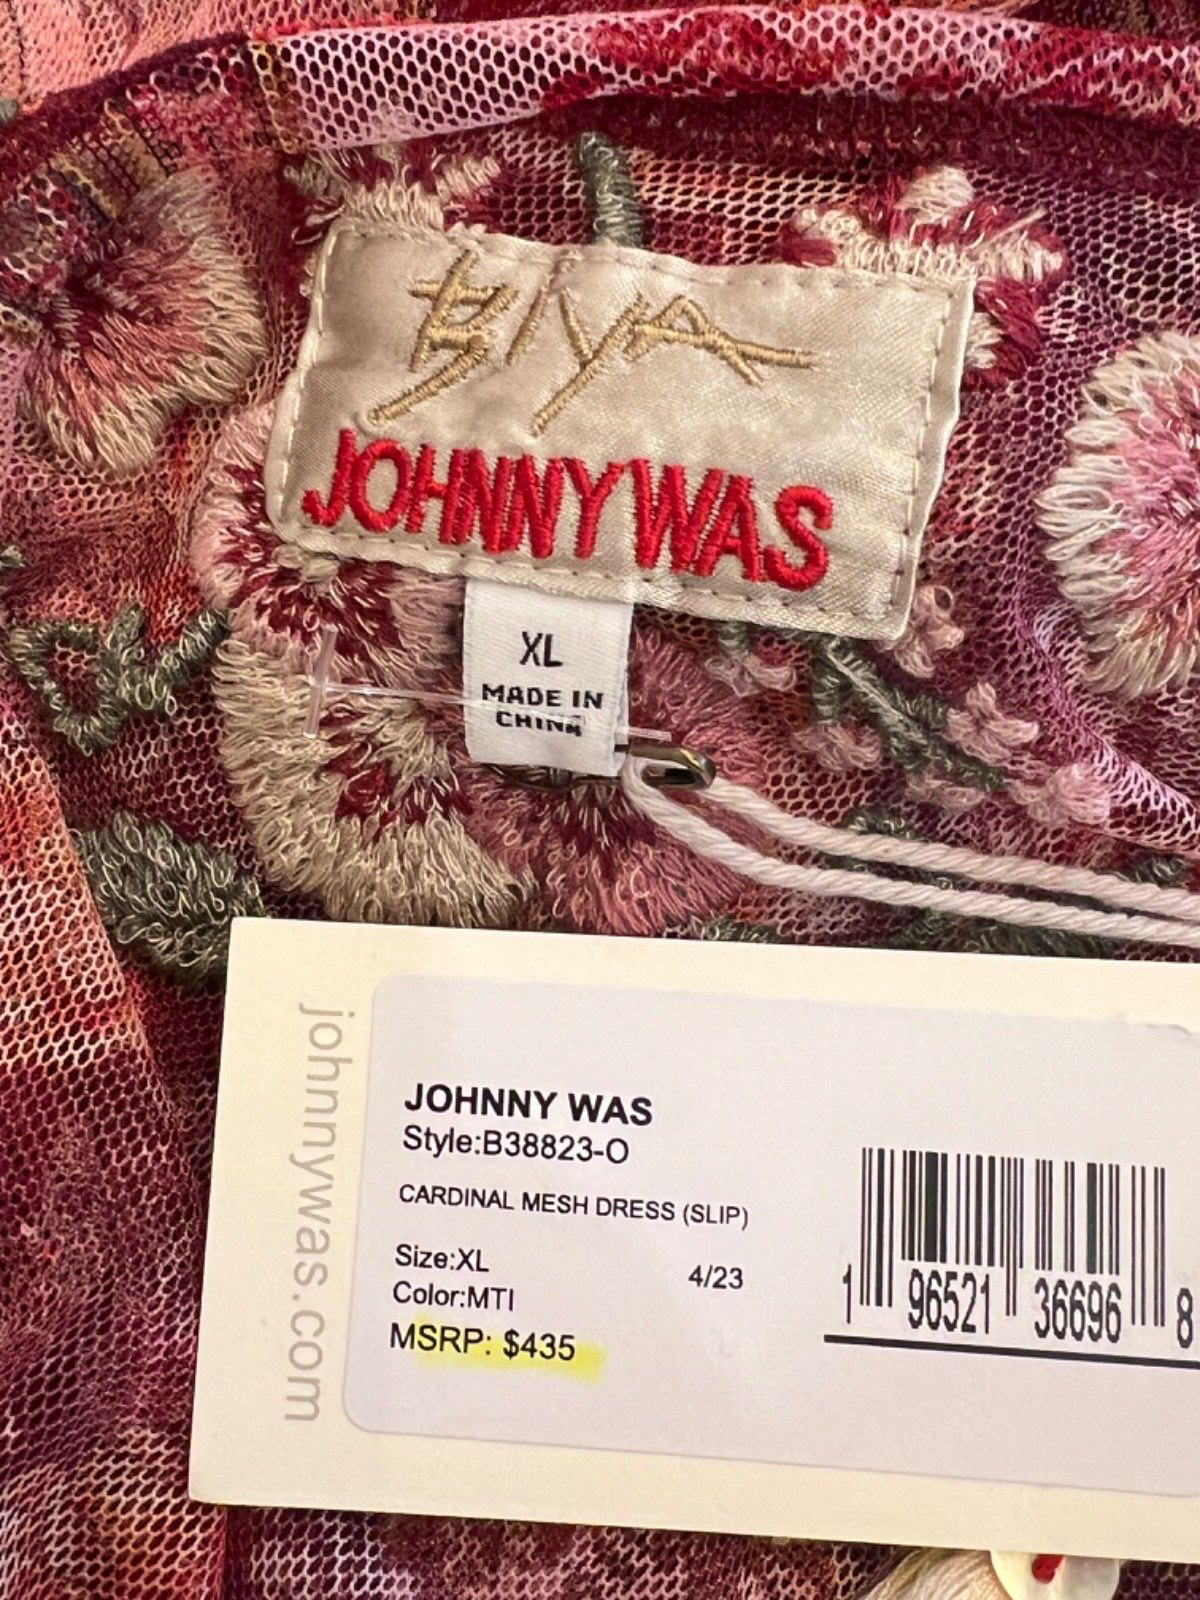 Biya
JOHNNY WAS
XL
MADE IN
CHINA
johnnywas.com
JOHNNY WAS
Style:B38823-O
CARDINAL MESH DRESS (SLIP)
Size:XL 4/23
Color:MTI
MSRP: $435
1 96521 36696 8